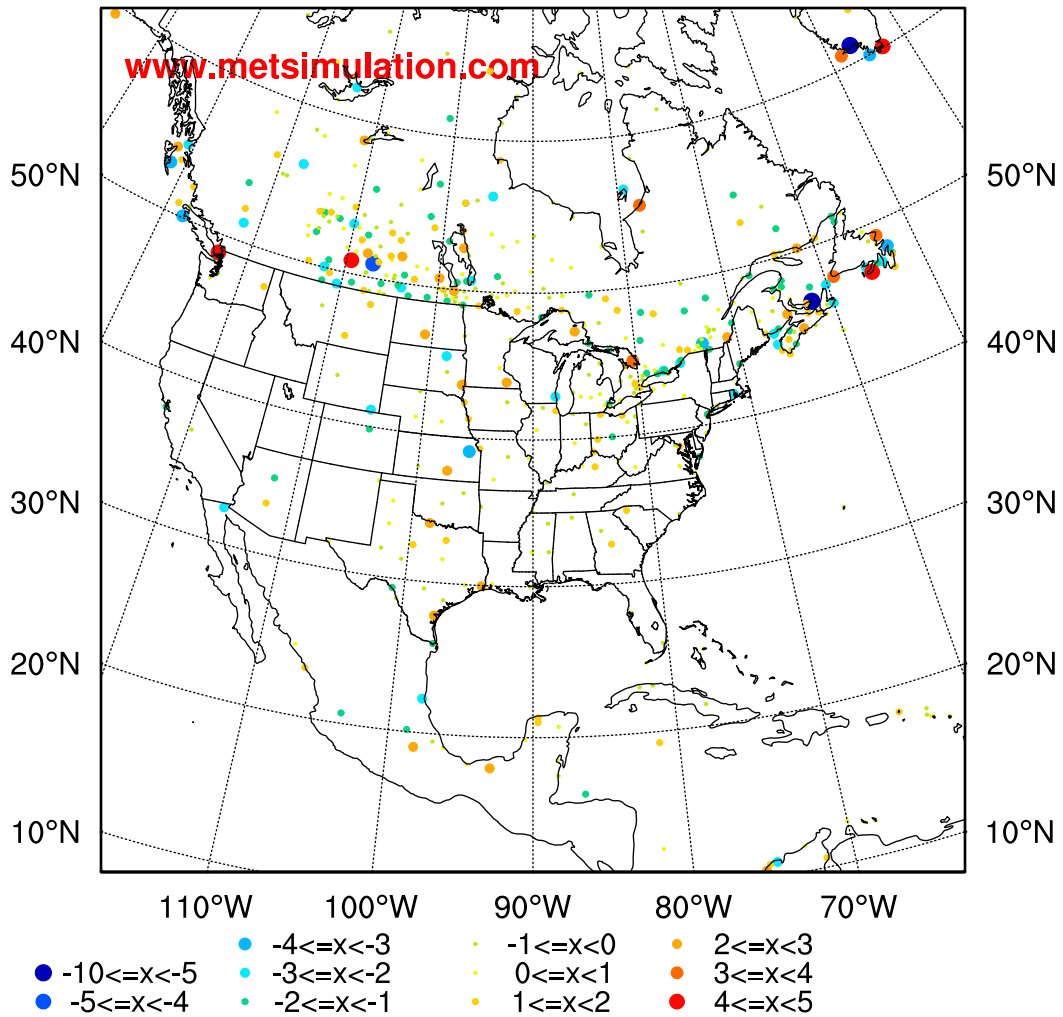 www.metsimulation.com
50°N 50°N
40°N 40°N
30°N 30°N
20°N 20°N
10°N 10°N
110°W 100°W 90°W 80°W 70°W
-4<=x<-3 -1<=x<0 2<=x<3
-10<=x<-5 -3<=x<-2 0<=x<1 3<=x<4
-5<=x<-4 -2<=x<-1 1<=x<2 4<=x<5